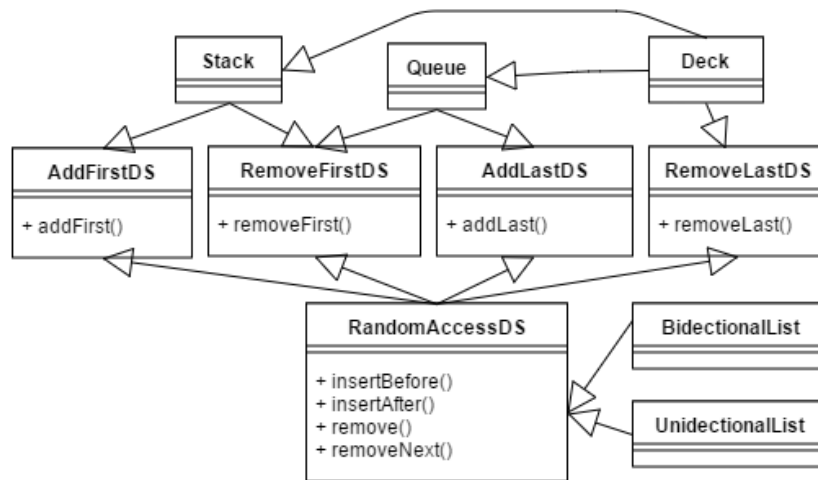 Stack
Queue
Deck
AddFirstDS
RemoveFirstDS
AddLastDS
RemoveLastDS
+ addFirst()
+ removeFirst()
+ addLast()
+ removeLast()
RandomAccessDS
+ insertBefore()
+ insertAfter()
+ remove()
+ removeNext()
BidectionalList
UnidectionalList